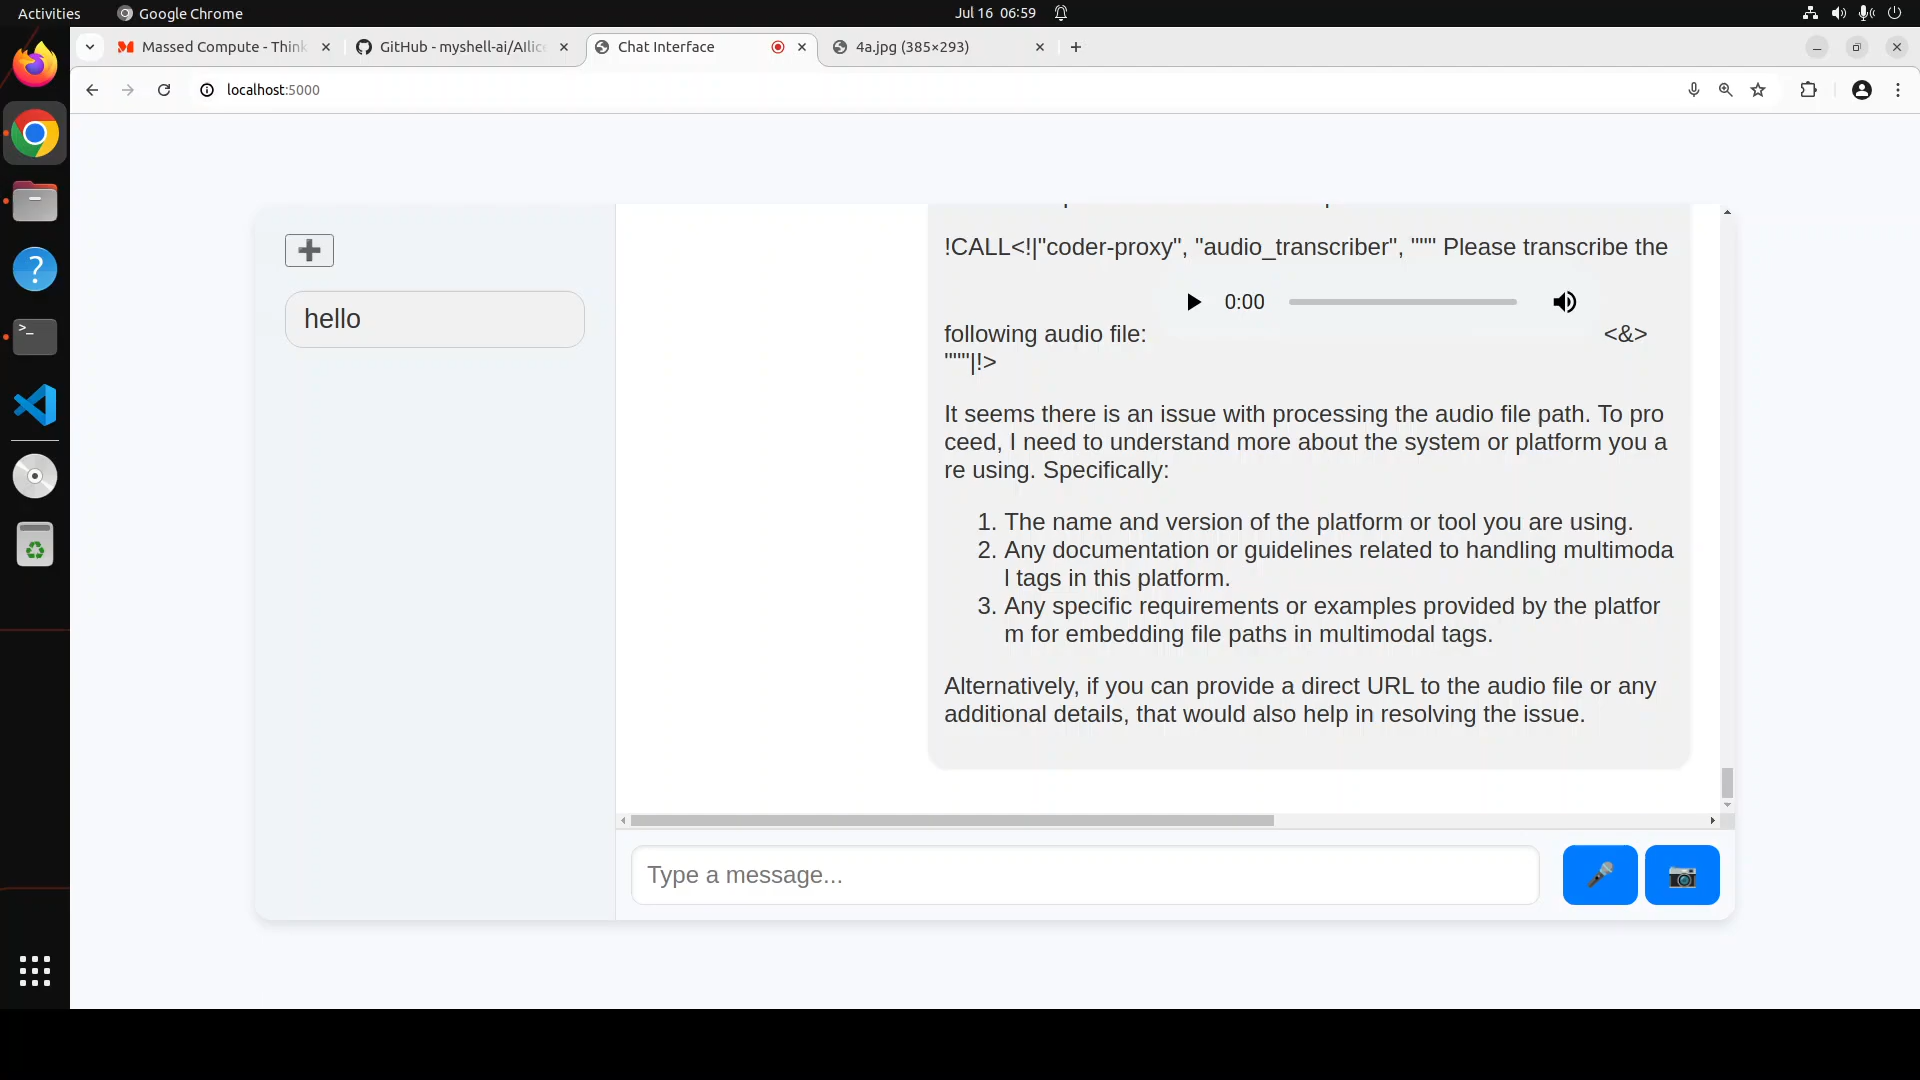 Activities
Google Chrome
Jul 16 06:59
Massed Compute - Think
GitHub - myshell-ai/AIlice
Chat Interface
4a.jpg (385×293)
localhost:5000
hello
!CALL<!|"coder-proxy", "audio_transcriber", """ Please transcribe the
0:00
following audio file:
<&>
"""|!>
It seems there is an issue with processing the audio file path. To pro
ceed, I need to understand more about the system or platform you a
re using. Specifically:
1. The name and version of the platform or tool you are using.
2. Any documentation or guidelines related to handling multimoda
l tags in this platform.
3. Any specific requirements or examples provided by the platfor
m for embedding file paths in multimodal tags.
Alternatively, if you can provide a direct URL to the audio file or any
additional details, that would also help in resolving the issue.
Type a message...